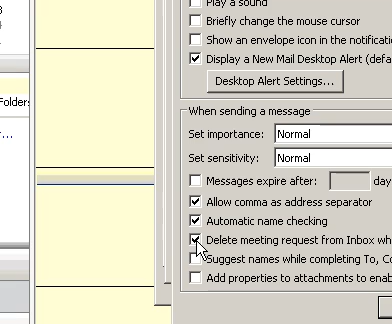 Play a sound
Briefly change the mouse cursor
Show an envelope icon in the notificatio
Display a New Mail Desktop Alert (defa
Desktop Alert Settings...
Folders
...
When sending a message
Set importance: Normal
Set sensitivity: Normal
Messages expire after: day
Allow comma as address separator
Automatic name checking
Delete meeting request from Inbox wh
Suggest names while completing To, Cc
Add properties to attachments to enab